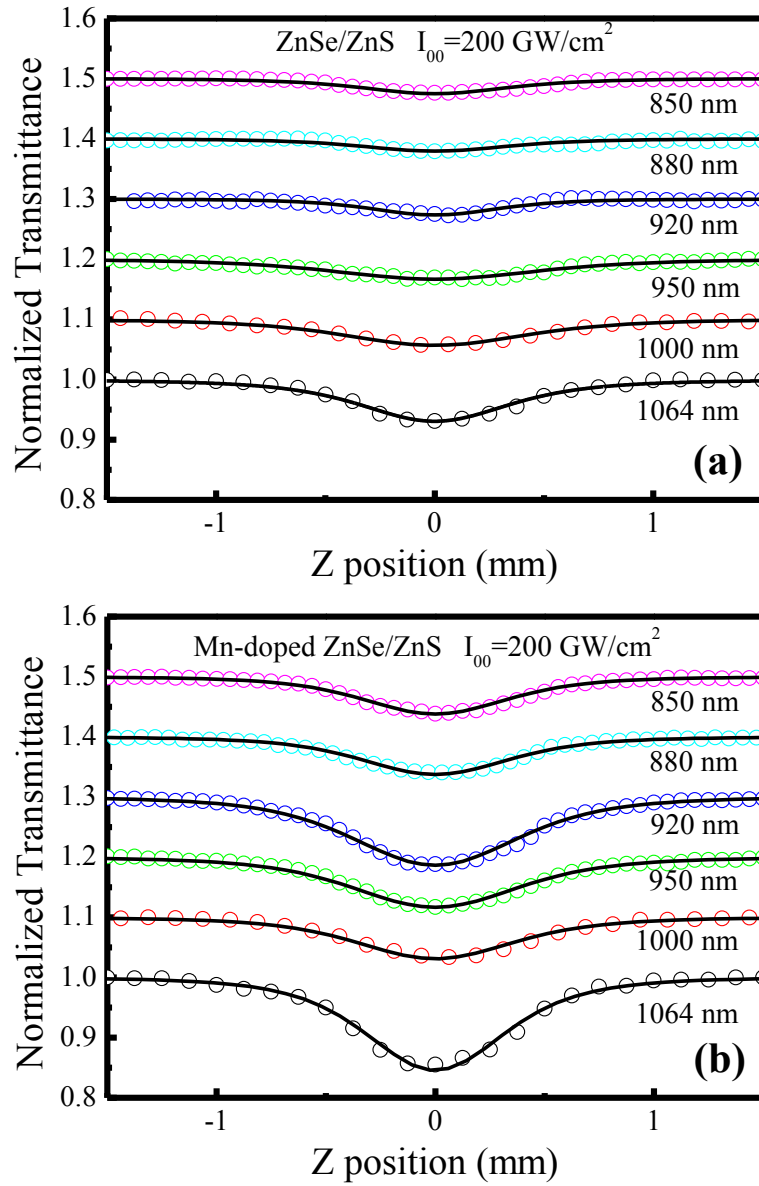 1.6
ZnSe/ZnS I₀₀=200 GW/cm²
1.5
850 nm
1.4
880 nm
1.3
920 nm
1.2
950 nm
1.1
1000 nm
1.0
1064 nm
0.9
(a)
0.8
-1 0 1
Z position (mm)
Normalized Transmittance
1.6
Mn-doped ZnSe/ZnS I₀₀=200 GW/cm²
1.5
850 nm
1.4
880 nm
1.3
920 nm
1.2
950 nm
1.1
1000 nm
1.0
1064 nm
0.9
(b)
0.8
-1 0 1
Z position (mm)
Normalized Transmittance